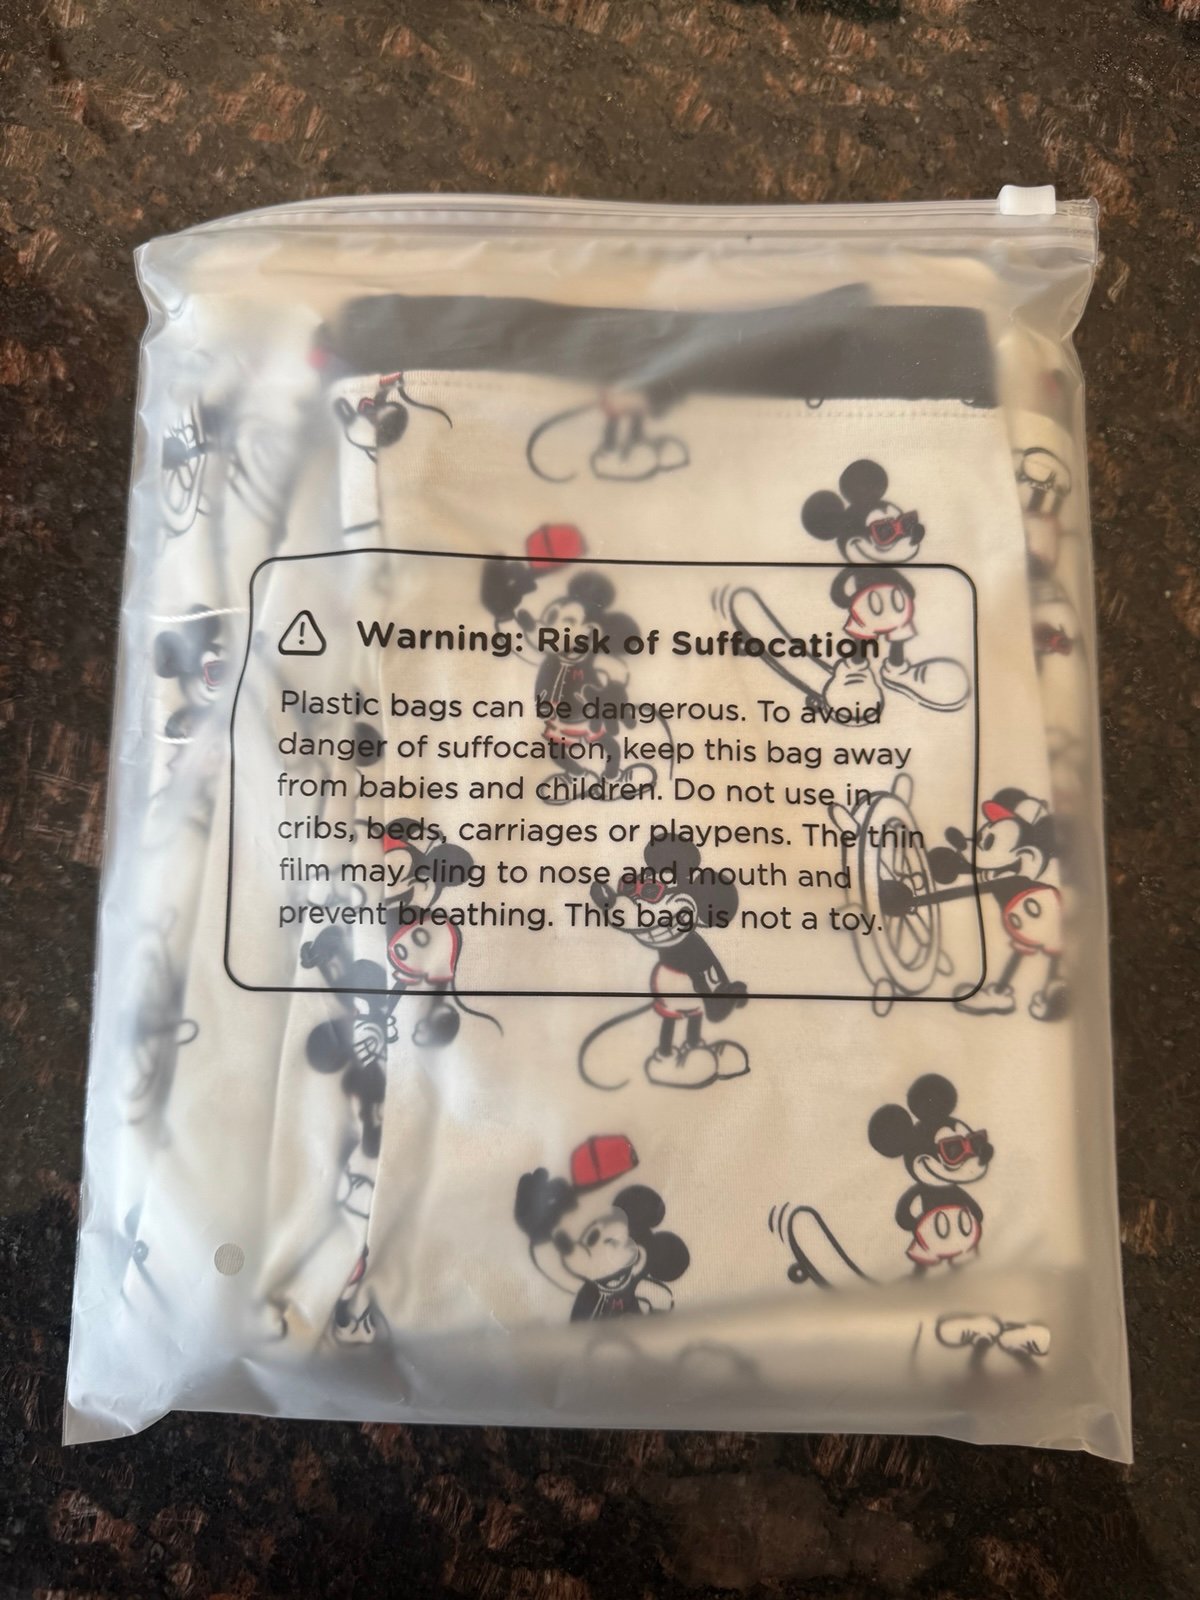 Warning: Risk of Suffocation
Plastic bags can be dangerous. To avoid
danger of suffocation, keep this bag away
from babies and children. Do not use in
cribs, beds, carriages or playpens. The thin
film may cling to nose and mouth and
prevent breathing. This bag is not a toy.
M
M